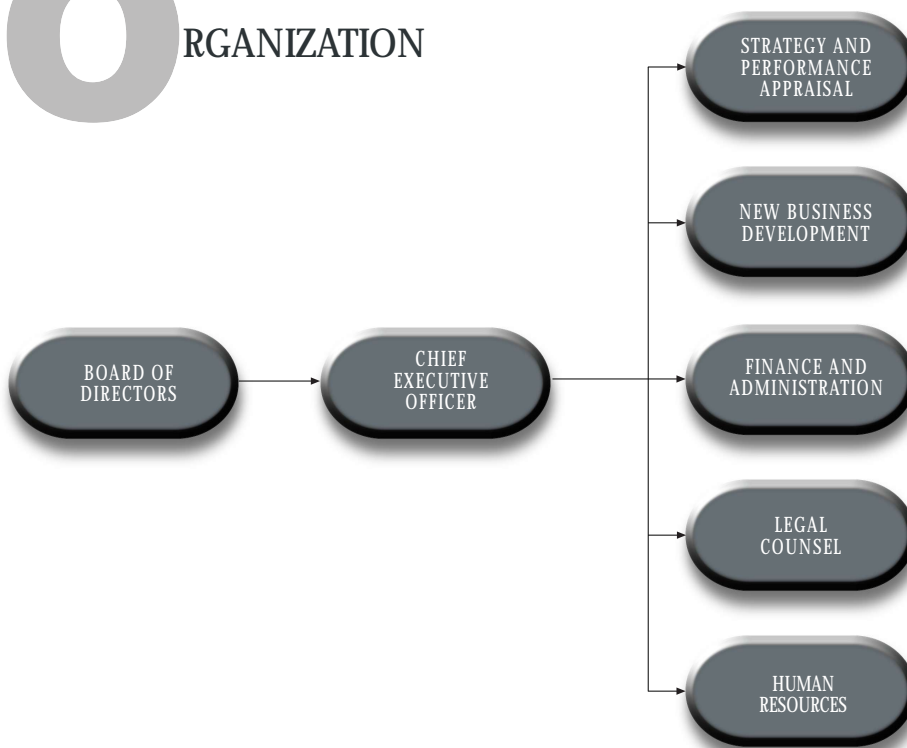 oRGANIZATION
STRATEGY AND
PERFORMANCE
APPRAISAL
NEW BUSINESS
DEVELOPMENT
BOARD OF
DIRECTORS
CHIEF
EXECUTIVE
OFFICER
FINANCE AND
ADMINISTRATION
LEGAL
COUNSEL
HUMAN
RESOURCES